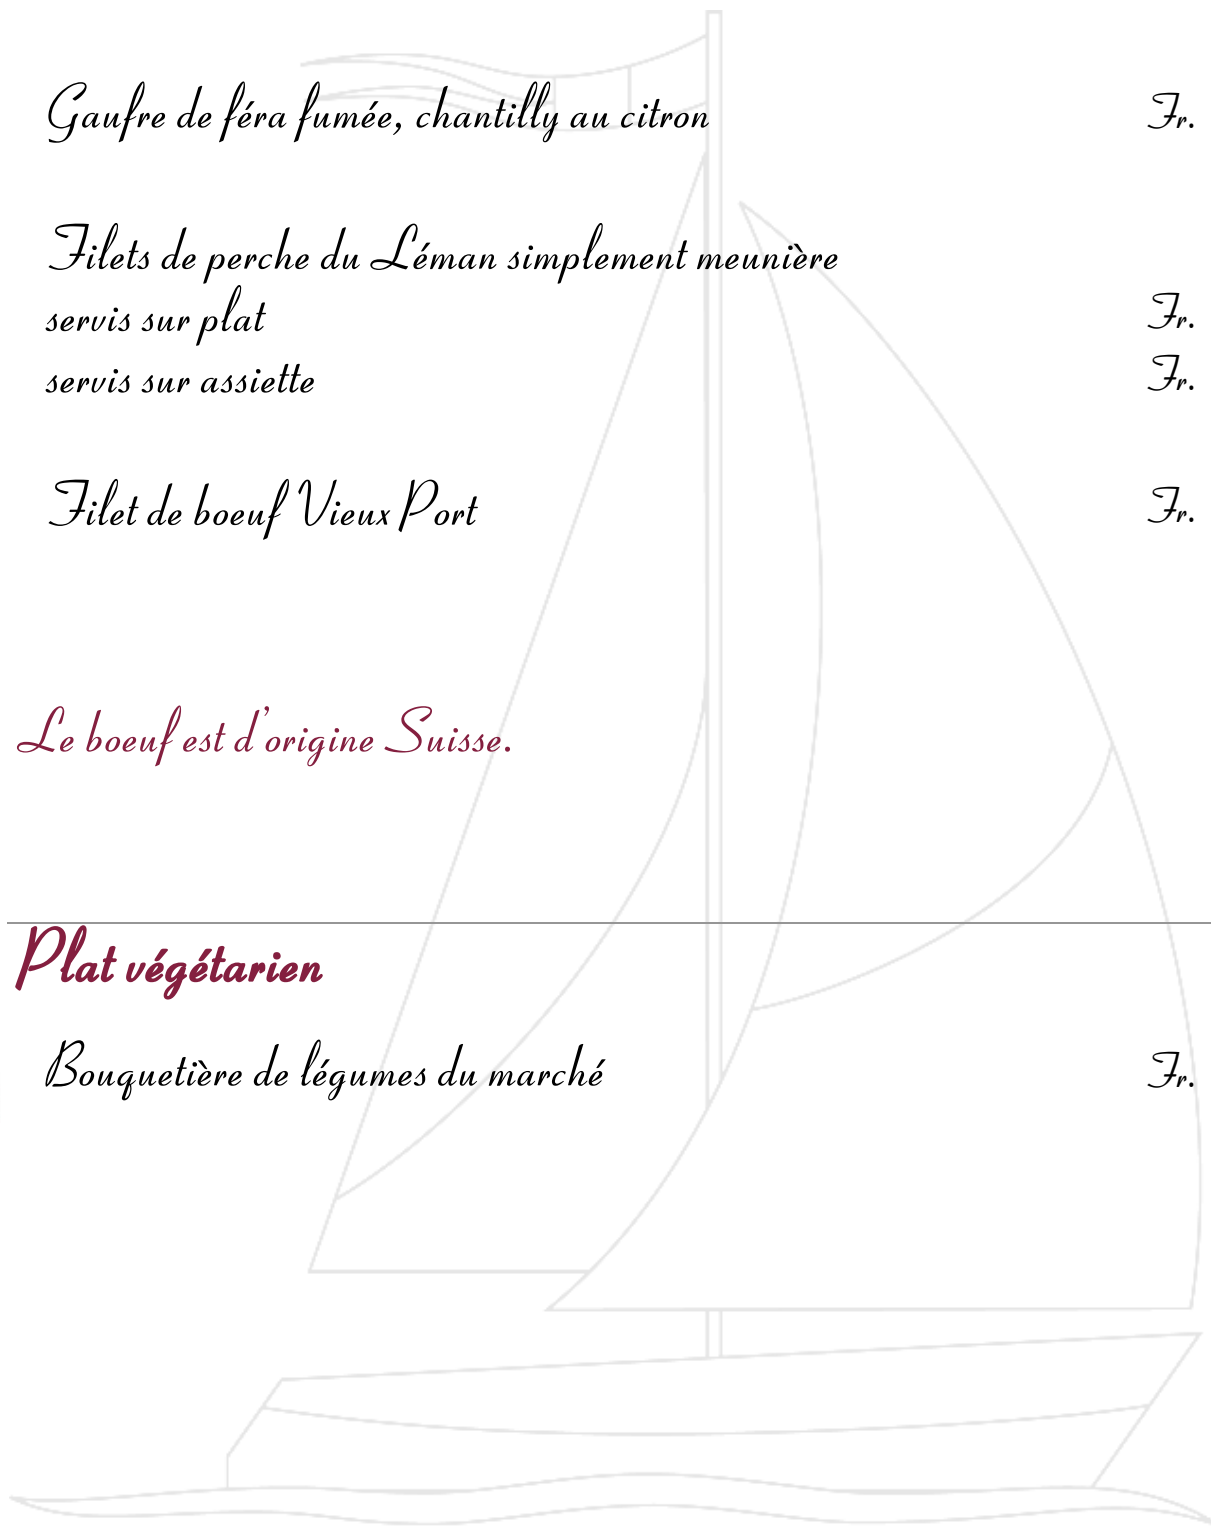 Gaufre de féra fumée, chantilly au citron Fr.
Filets de perche du Léman simplement meunière
servis sur plat Fr.
servis sur assiette Fr.
Filet de boeuf Vieux Port Fr.
Le boeuf est d'origine Suisse.
Plat végétarien
Bouquetière de légumes du marché Fr.